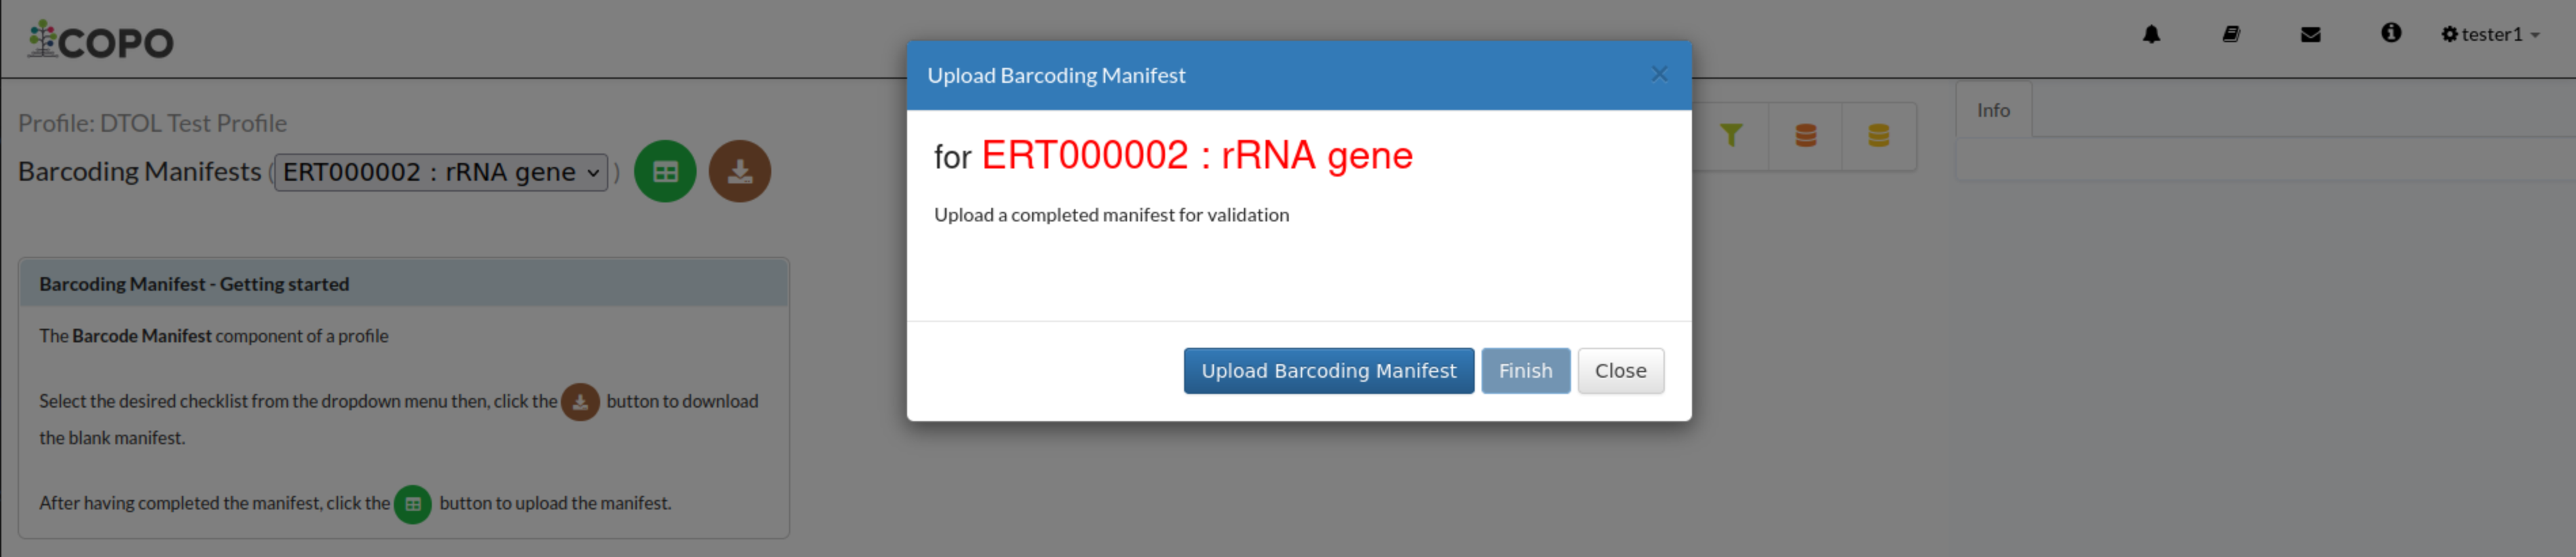 COPO
tester1
Profile: DTOL Test Profile
Barcoding Manifests ( ERT000002 : rRNA gene )
Barcoding Manifest - Getting started
The Barcode Manifest component of a profile
Select the desired checklist from the dropdown menu then, click the button to download
the blank manifest.
After having completed the manifest, click the button to upload the manifest.
Upload Barcoding Manifest ×
for ERT000002 : rRNA gene
Upload a completed manifest for validation
Upload Barcoding Manifest Finish Close
Info